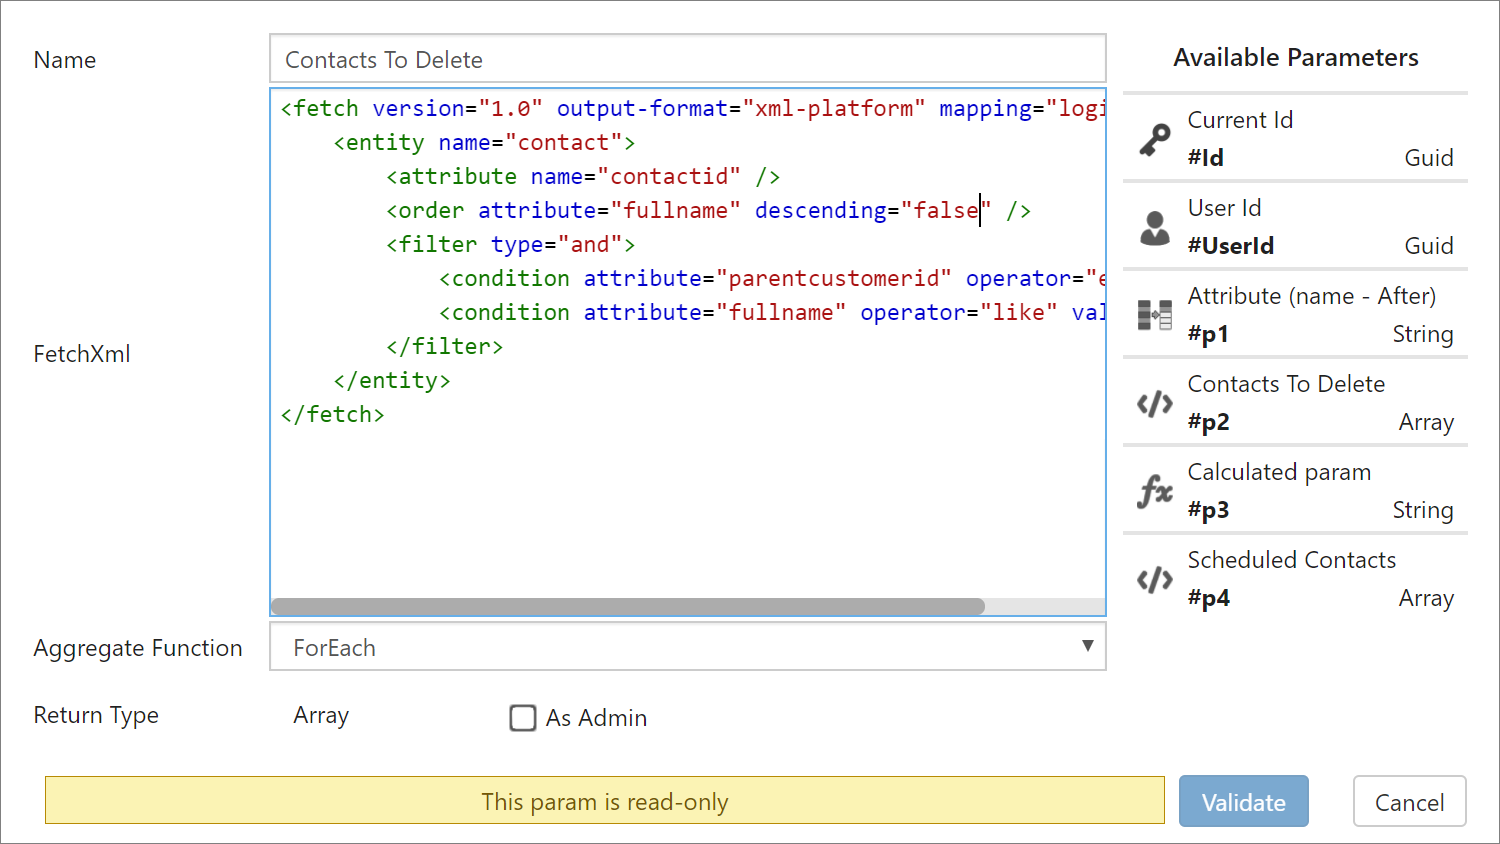 Name
Contacts To Delete
FetchXml
<fetch version="1.0" output-format="xml-platform" mapping="logi
<entity name="contact">
<attribute name="contactid" />
<order attribute="fullname" descending="false" />
<filter type="and">
<condition attribute="parentcustomerid" operator="e
<condition attribute="fullname" operator="like" val
</filter>
</entity>
</fetch>
Aggregate Function
ForEach
Return Type
Array
As Admin
Available Parameters
Current Id
#Id Guid
User Id
#UserId Guid
Attribute (name - After)
#p1 String
Contacts To Delete
#p2 Array
Calculated param
#p3 String
Scheduled Contacts
#p4 Array
This param is read-only
Validate
Cancel